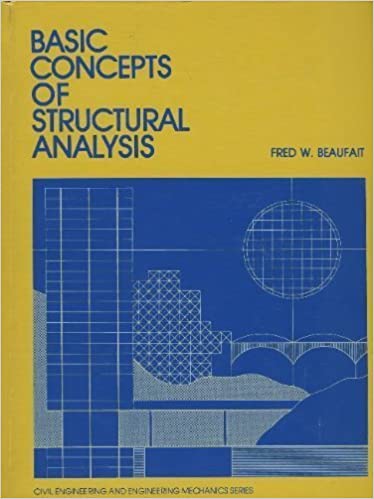 BASIC
CONCEPTS
OF
STRUCTURAL
ANALYSIS
FRED W. BEAUFAIT
CIVIL ENGINEERING AND ENGINEERING MECHANICS SERIES